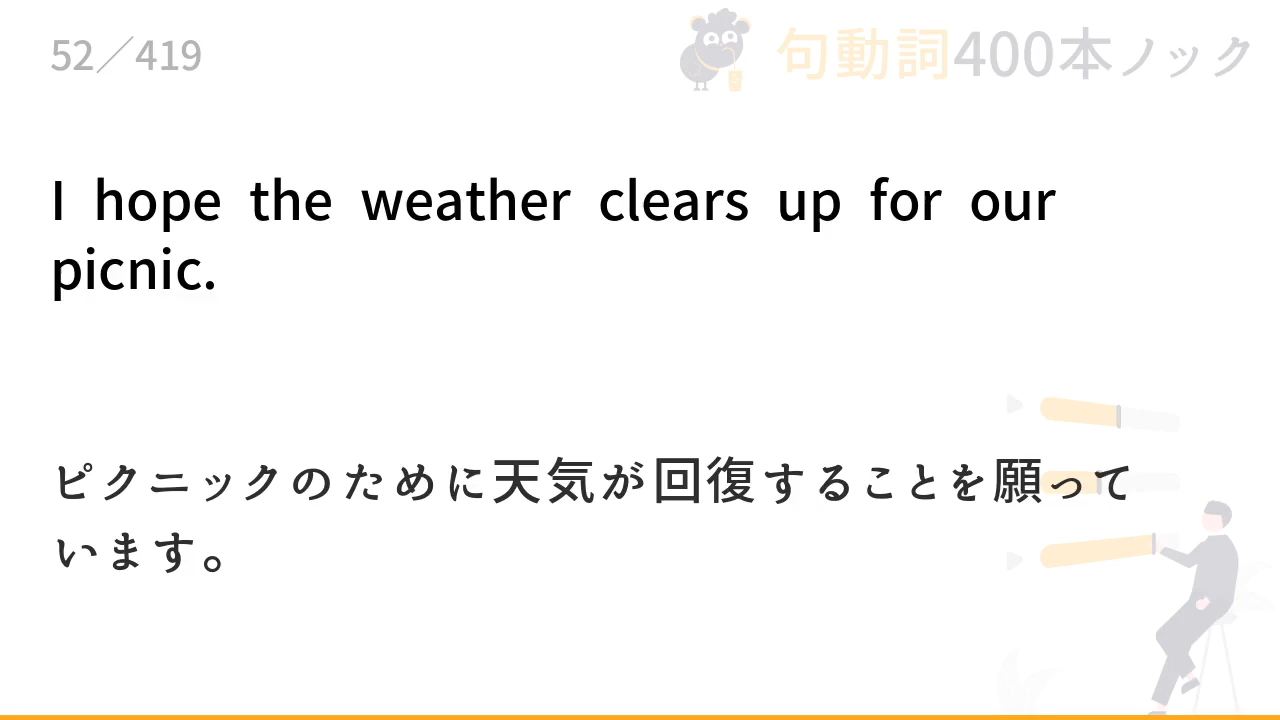 52／419
句動詞400本ノック
I hope the weather clears up for our
picnic.
ピクニックのために天気が回復することを願って
います。